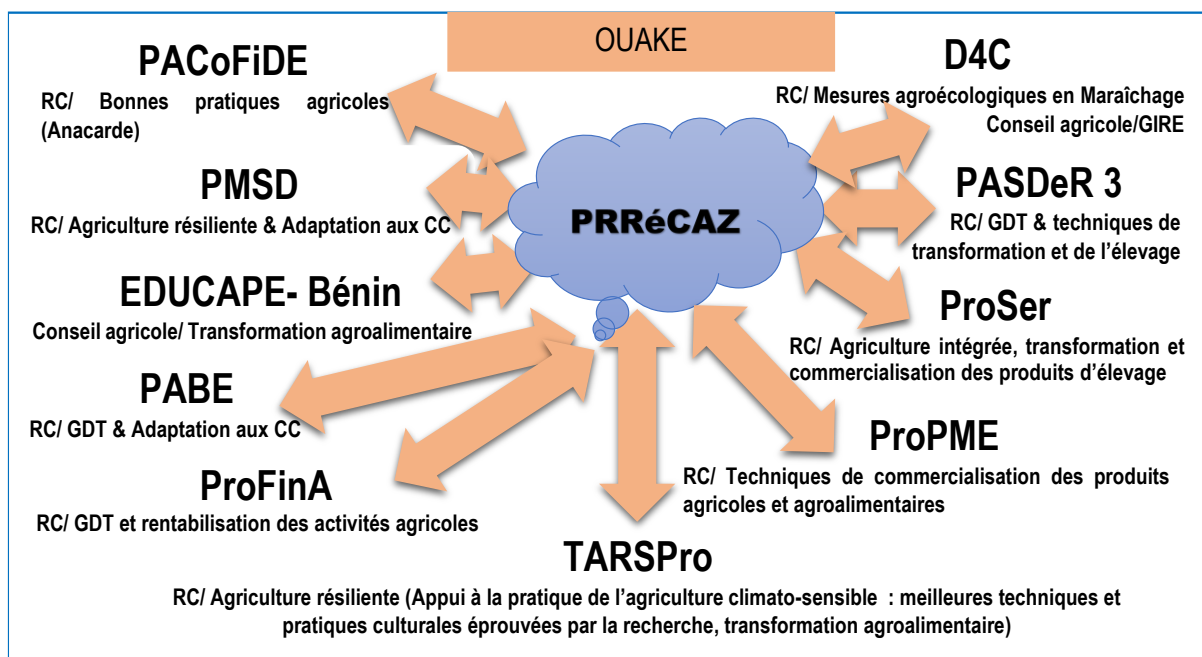 OUAKE
PACoFiDE
RC/ Bonnes pratiques agricoles
(Anacarde)
PMSD
RC/ Agriculture résiliente & Adaptation aux CC
EDUCAPE- Bénin
Conseil agricole/ Transformation agroalimentaire
PABE
RC/ GDT & Adaptation aux CC
ProFinA
RC/ GDT et rentabilisation des activités agricoles
PRRéCAZ
D4C
RC/ Mesures agroécologiques en Maraîchage
Conseil agricole/GIRE
PASDeR 3
RC/ GDT & techniques de
transformation et de l’élevage
ProSer
RC/ Agriculture intégrée, transformation et
commercialisation des produits d’élevage
ProPME
RC/ Techniques de commercialisation des produits
agricoles et agroalimentaires
TARSPro
RC/ Agriculture résiliente (Appui à la pratique de l’agriculture climato-sensible : meilleures techniques et
pratiques culturales éprouvées par la recherche, transformation agroalimentaire)